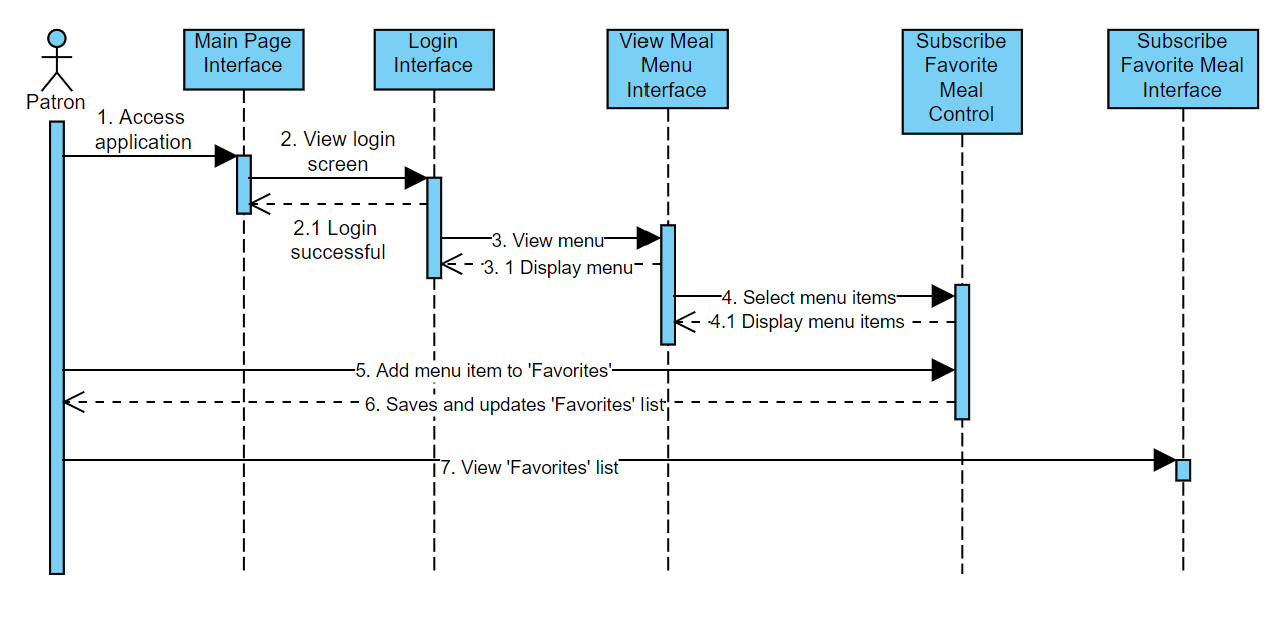 Patron
Main Page
Interface
Login
Interface
View Meal
Menu
Interface
Subscribe
Favorite
Meal
Control
Subscribe
Favorite Meal
Interface
1. Access
application
2. View login
screen
2.1 Login
successful
3. View menu
3. 1 Display menu
4. Select menu items
4.1 Display menu items
5. Add menu item to 'Favorites'
6. Saves and updates 'Favorites' list
7. View 'Favorites' list